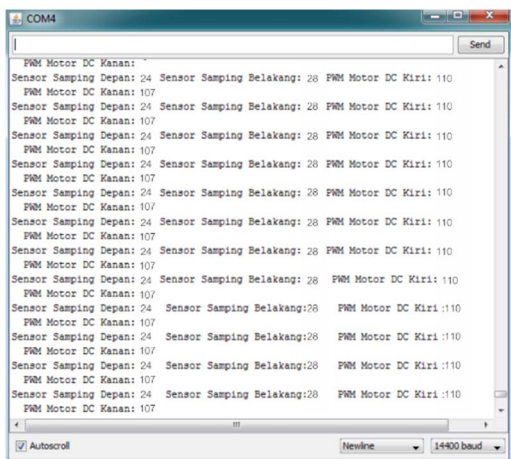 COM4
Send
PWM Motor DC Kanan:
Sensor Samping Depan: 24 Sensor Samping Belakang: 28 PWM Motor DC Kiri: 110
PWM Motor DC Kanan: 107
Sensor Samping Depan: 24 Sensor Samping Belakang: 28 PWM Motor DC Kiri: 110
PWM Motor DC Kanan: 107
Sensor Samping Depan: 24 Sensor Samping Belakang: 28 PWM Motor DC Kiri: 110
PWM Motor DC Kanan: 107
Sensor Samping Depan: 24 Sensor Samping Belakang: 28 PWM Motor DC Kiri: 110
PWM Motor DC Kanan: 107
Sensor Samping Depan: 24 Sensor Samping Belakang: 28 PWM Motor DC Kiri: 110
PWM Motor DC Kanan: 107
Sensor Samping Depan: 24 Sensor Samping Belakang: 28 PWM Motor DC Kiri: 110
PWM Motor DC Kanan: 107
Sensor Samping Depan: 24 Sensor Samping Belakang: 28 PWM Motor DC Kiri: 110
PWM Motor DC Kanan: 107
Sensor Samping Depan: 24 Sensor Samping Belakang: 28 PWM Motor DC Kiri: 110
PWM Motor DC Kanan: 107
Sensor Samping Depan: 24 Sensor Samping Belakang:28 PWM Motor DC Kiri :110
PWM Motor DC Kanan: 107
Sensor Samping Depan: 24 Sensor Samping Belakang:28 PWM Motor DC Kiri :110
PWM Motor DC Kanan: 107
Sensor Samping Depan: 24 Sensor Samping Belakang:28 PWM Motor DC Kiri :110
PWM Motor DC Kanan: 107
Sensor Samping Depan: 24 Sensor Samping Belakang:28 PWM Motor DC Kiri :110
PWM Motor DC Kanan: 107
Autoscroll
Newline
14400 baud